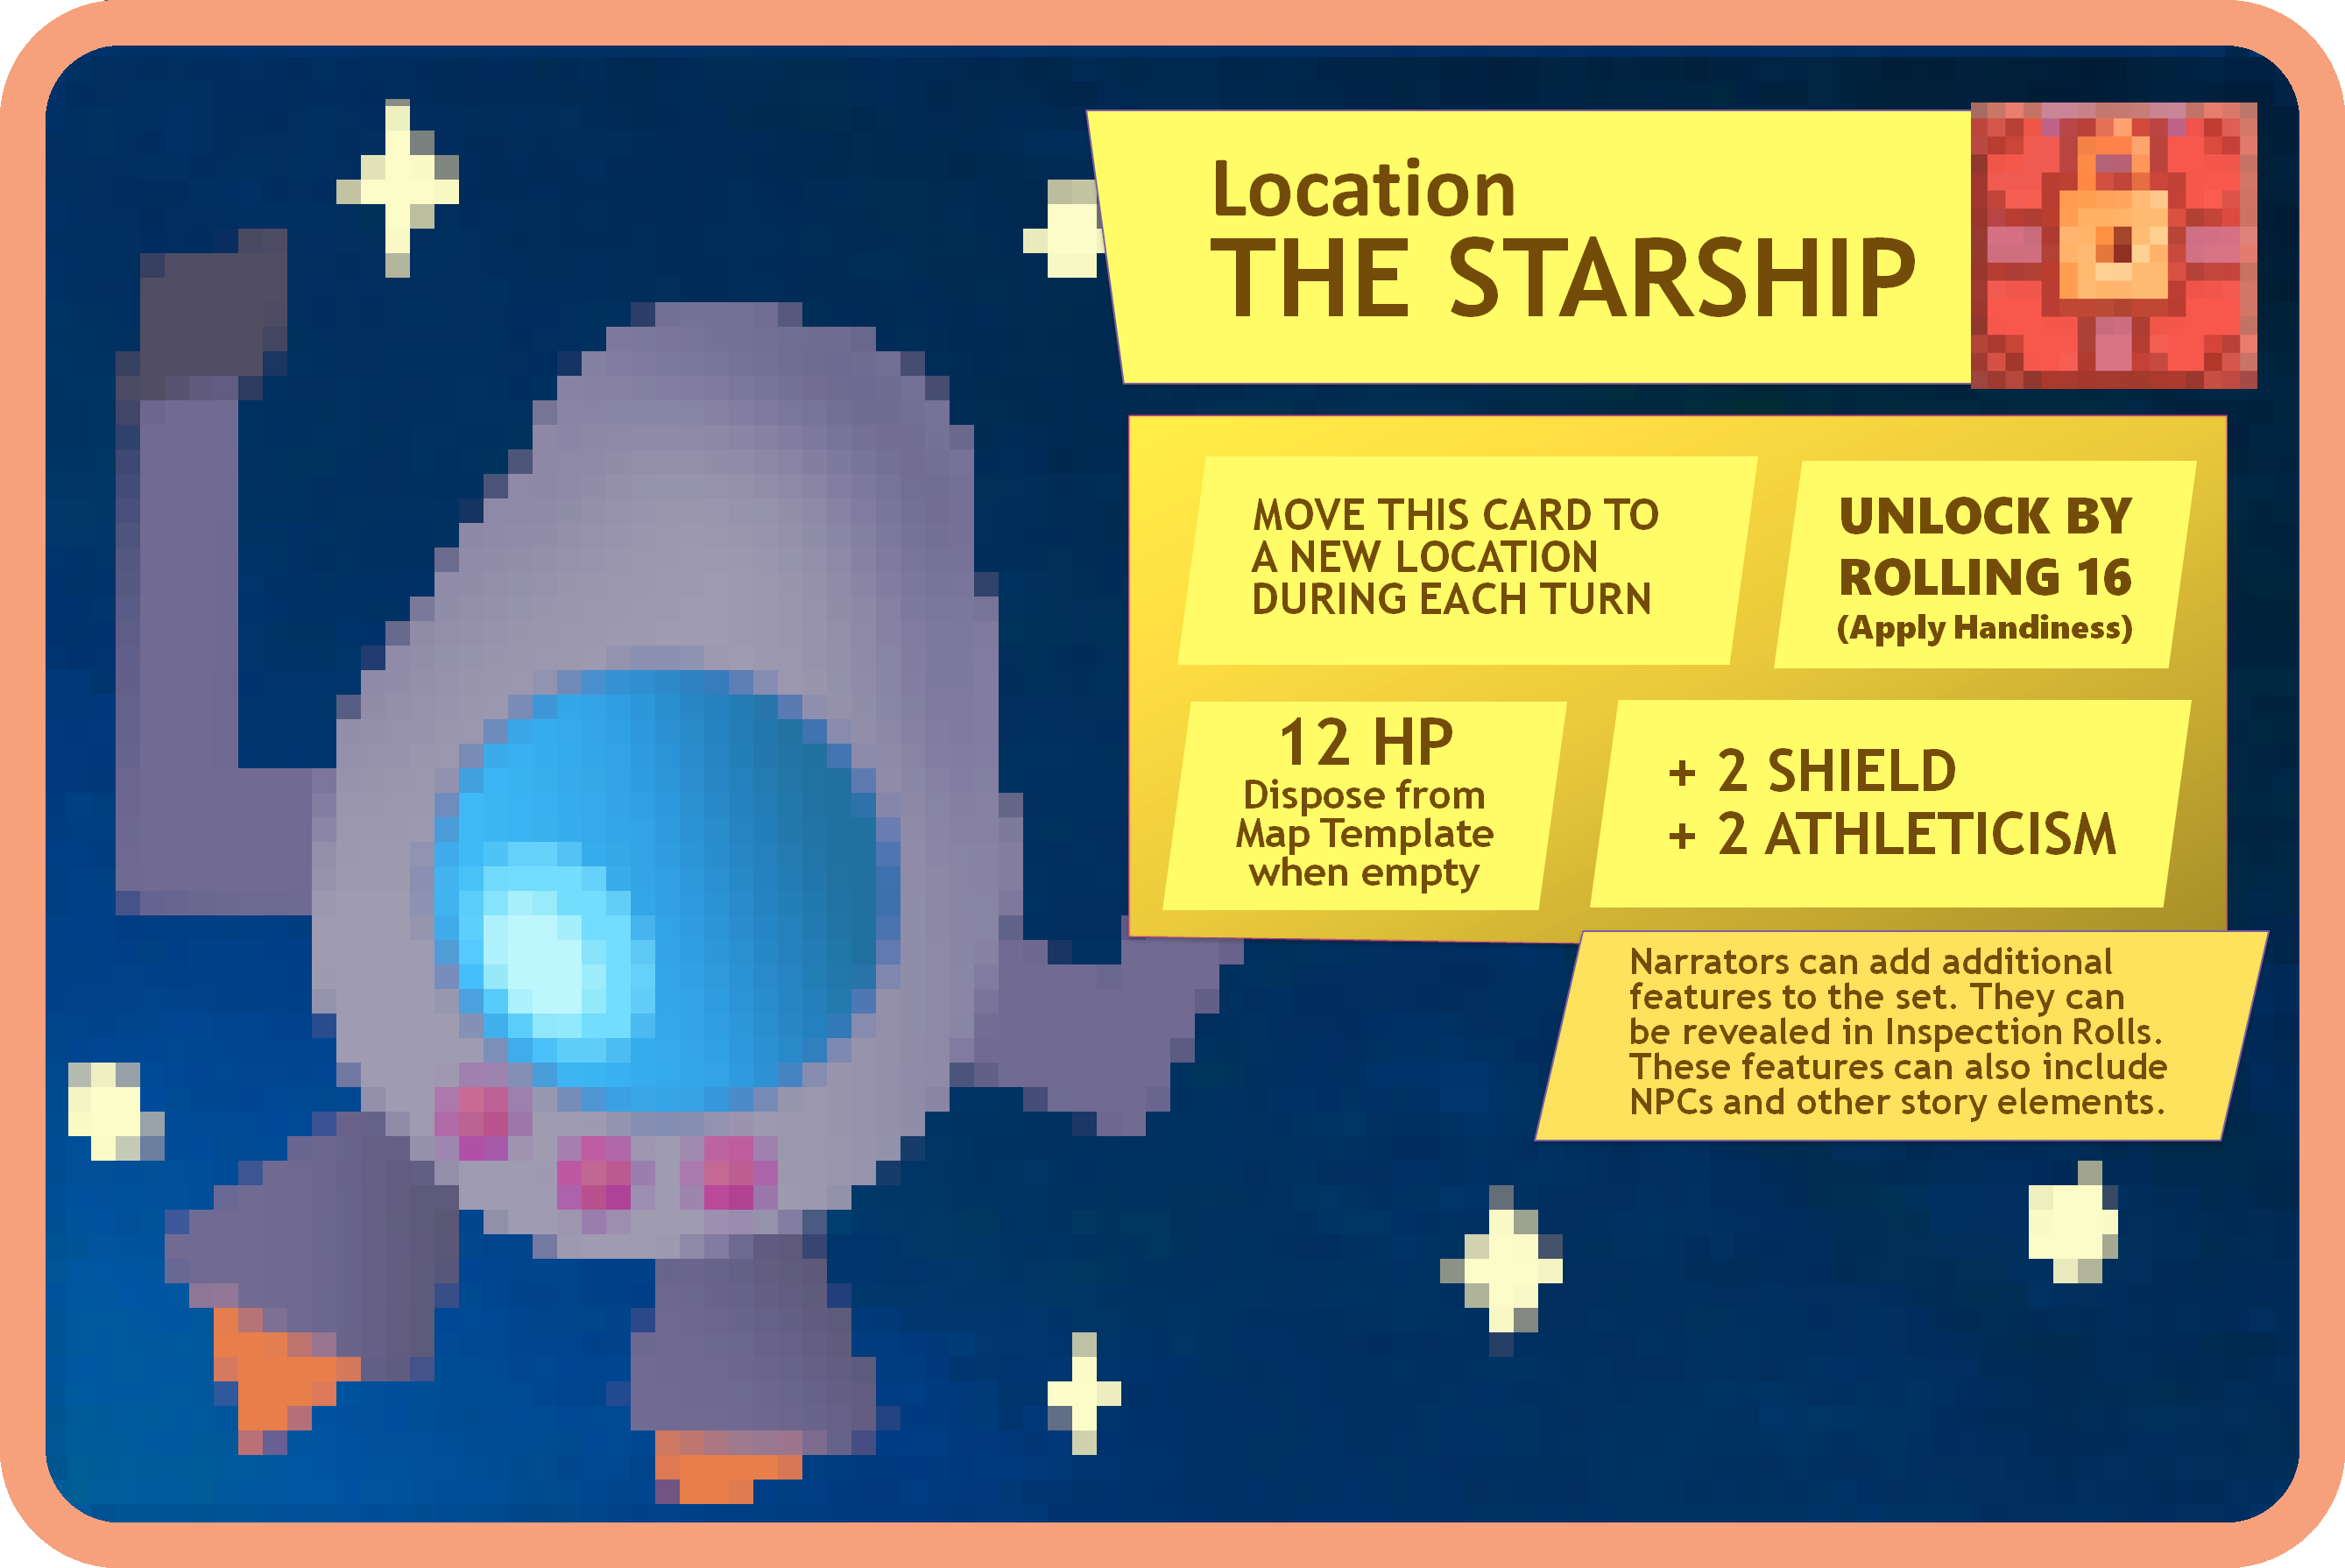 Location
THE STARSHIP
MOVE THIS CARD TO
A NEW LOCATION
DURING EACH TURN
UNLOCK BY
ROLLING 16
(Apply Handiness)
12 HP
Dispose from
Map Template
when empty
+ 2 SHIELD
+ 2 ATHLETICISM
Narrators can add additional
features to the set. They can
be revealed in Inspection Rolls.
These features can also include
NPCs and other story elements.